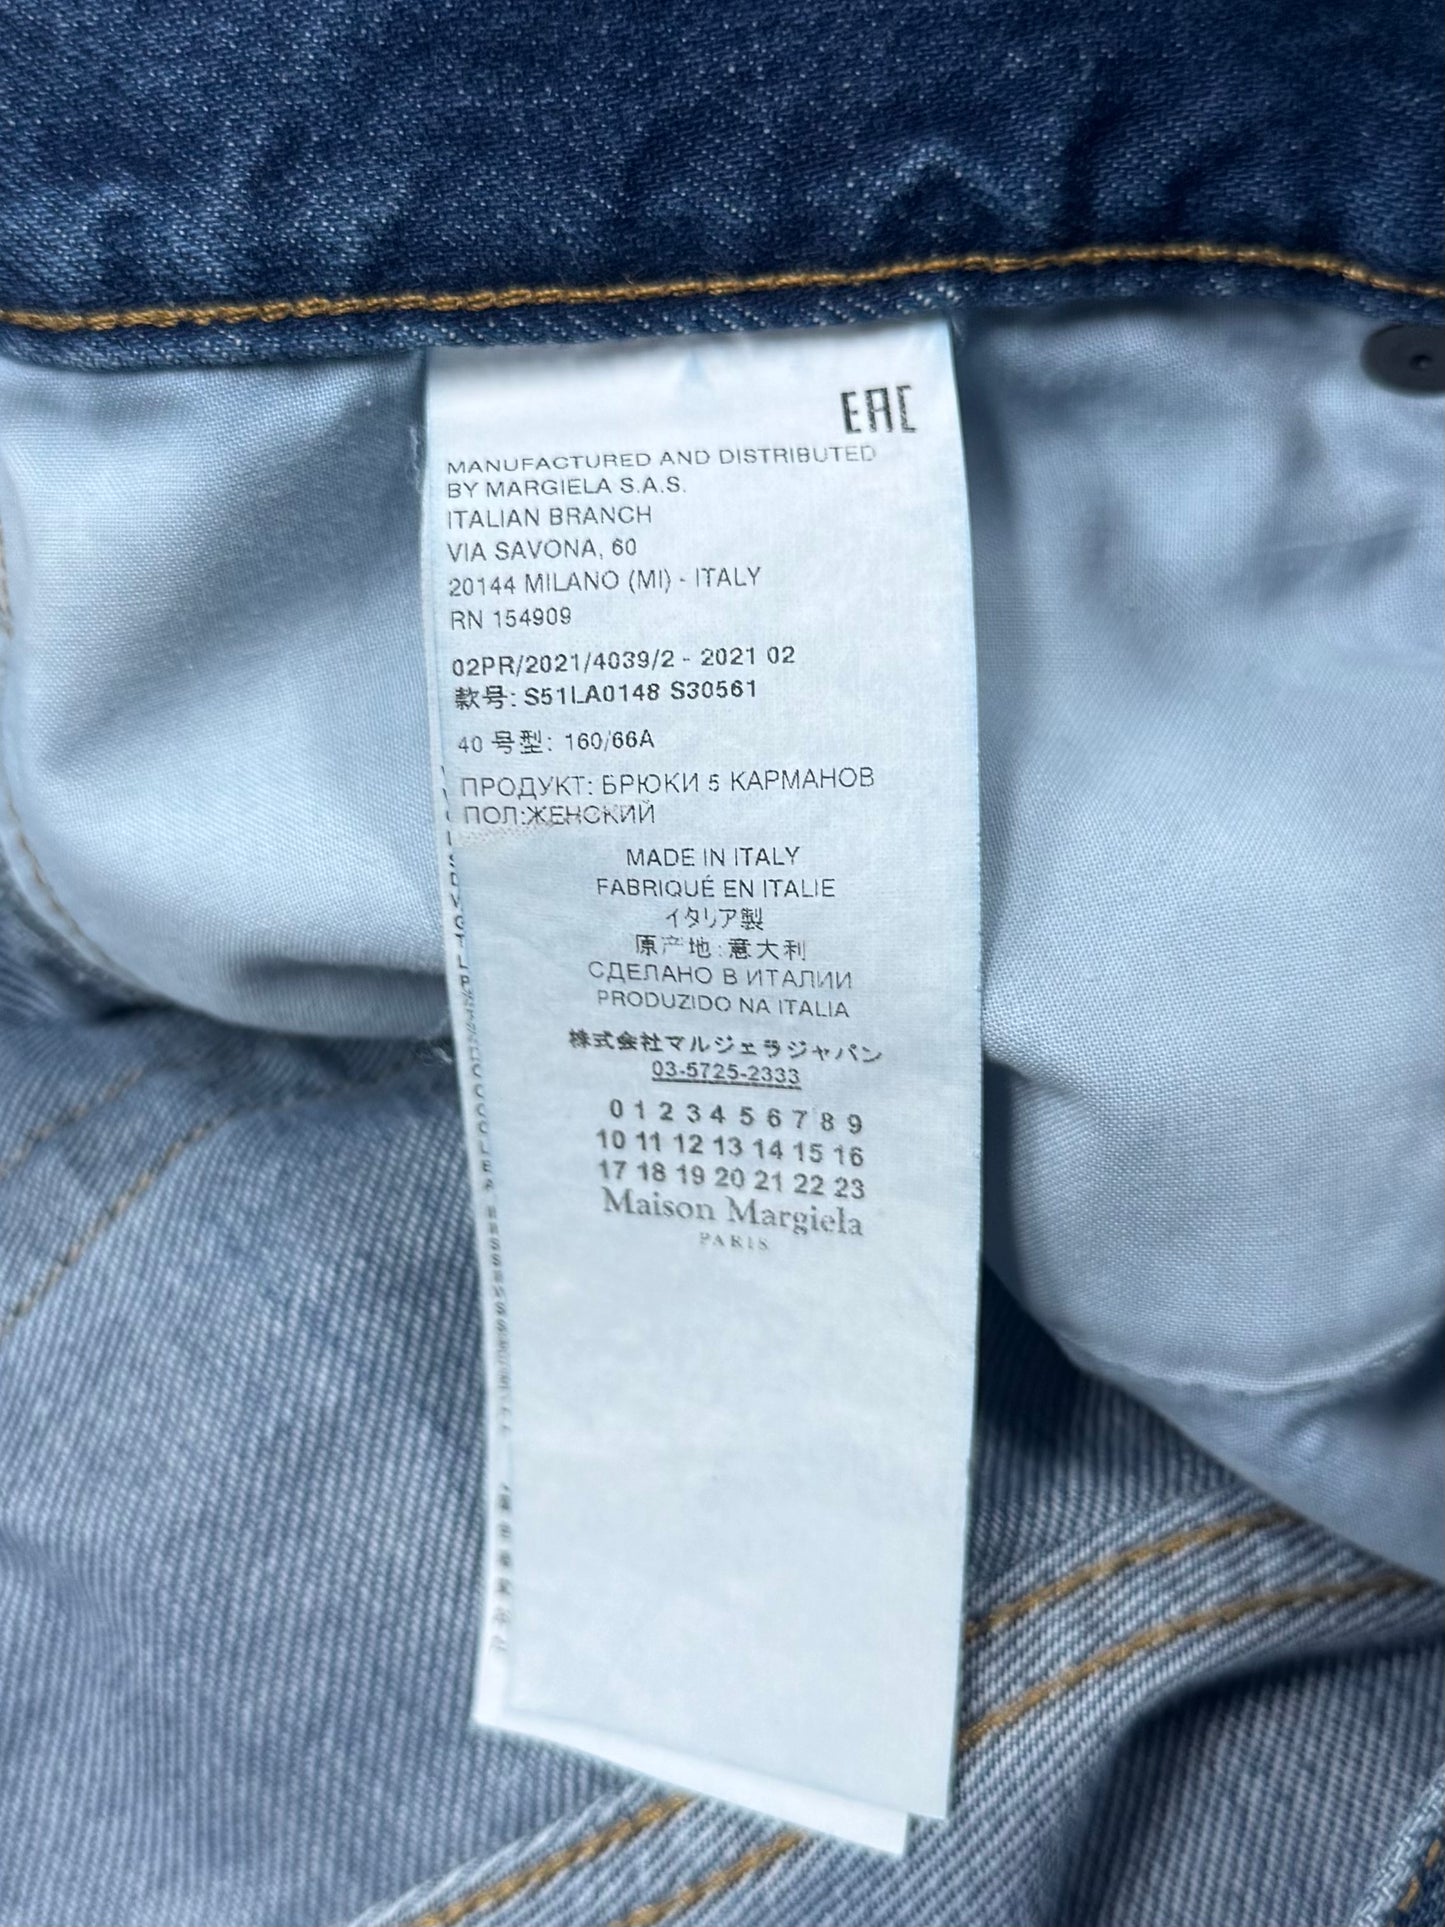 EAC
MANUFACTURED AND DISTRIBUTED
BY MARGIELA S.A.S.
ITALIAN BRANCH
VIA SAVONA, 60
20144 MILANO (MI) - ITALY
RN 154909
02PR/2021/4039/2 - 2021 02
款号: S51LA0148 S30561
40 号型: 160/66A
ПРОДУКТ: БРЮКИ 5 КАРМАНОВ
ПОЛ:ЖЕНСКИЙ
MADE IN ITALY
FABRIQUÉ EN ITALIE
イタリア製
原产地:意大利
СДЕЛАНО В ИТАЛИИ
PRODUZIDO NA ITALIA
株式会社マルジェラジャパン
03-5725-2333
0 1 2 3 4 5 6 7 8 9
10 11 12 13 14 15 16
17 18 19 20 21 22 23
Maison Margiela
PARIS